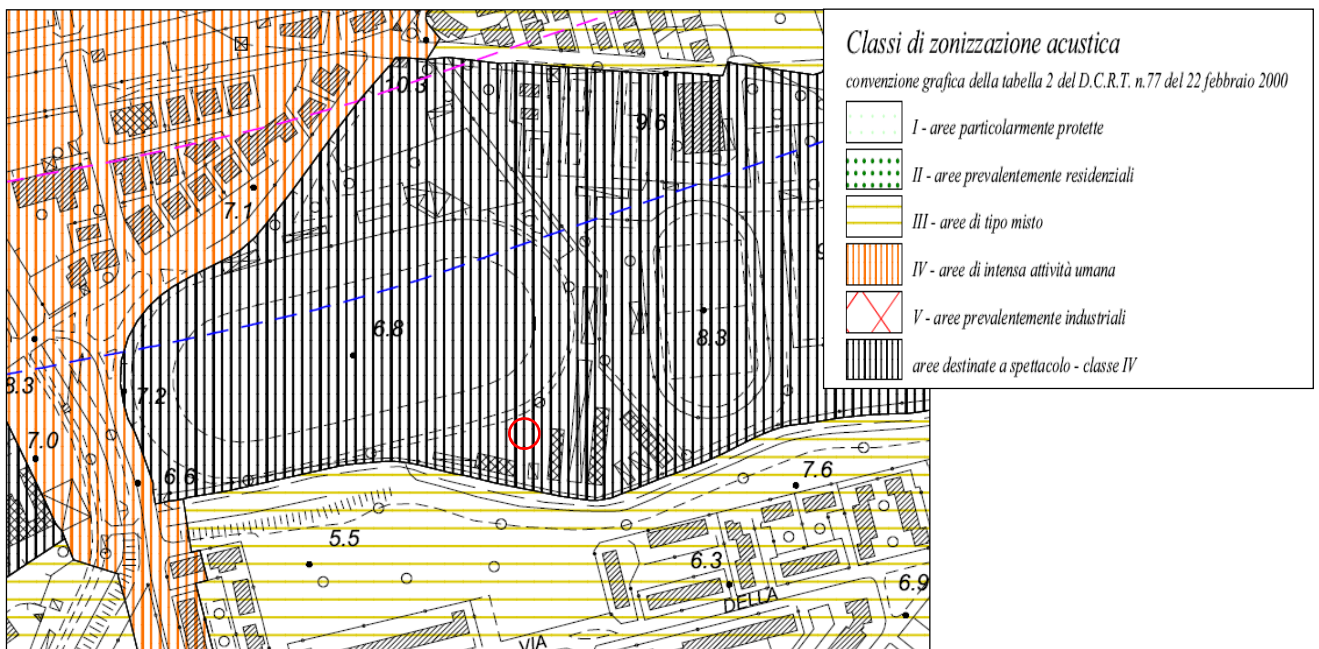 Classi di zonizzazione acustica
convenzione grafica della tabella 2 del D.C.R.T. n.77 del 22 febbraio 2000
I - aree particolarmente protette
II - aree prevalentemente residenziali
III - aree di tipo misto
IV - aree di intensa attività umana
V - aree prevalentemente industriali
aree destinate a spettacolo - classe IV
10.3
9.6
7.1
6.8
8.3
8.3
7.2
7.0
6.6
7.6
5.5
6.3
6.9
DELLA
VIA